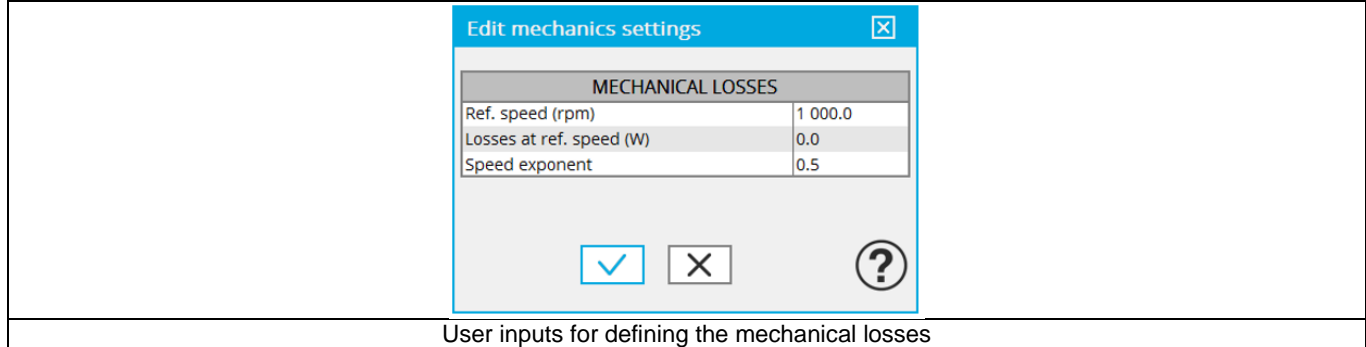 Edit mechanics settings
MECHANICAL LOSSES
Ref. speed (rpm) 1 000.0
Losses at ref. speed (W) 0.0
Speed exponent 0.5
?
User inputs for defining the mechanical losses